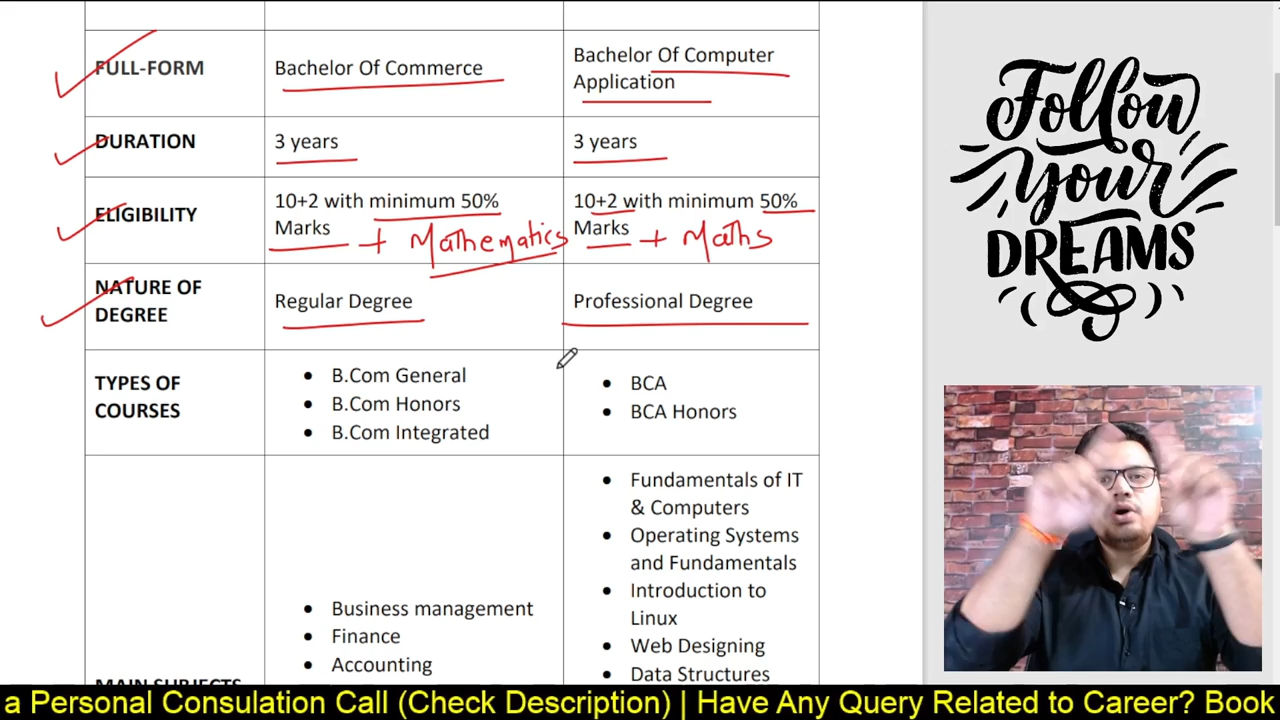 FULL-FORM
Bachelor Of Commerce
Bachelor Of Computer
Application
DURATION
3 years
3 years
ELIGIBILITY
10+2 with minimum 50%
Marks + Mathematics
10+2 with minimum 50%
Marks + Maths
NATURE OF
DEGREE
Regular Degree
Professional Degree
TYPES OF
COURSES
• B.Com General
• B.Com Honors
• B.Com Integrated
• BCA
• BCA Honors
MAIN SUBJECTS
• Business management
• Finance
• Accounting
• Fundamentals of IT
& Computers
• Operating Systems
and Fundamentals
• Introduction to
Linux
• Web Designing
• Data Structures
Follow
Your
DREAMS
a Personal Consulation Call (Check Description) | Have Any Query Related to Career? Book